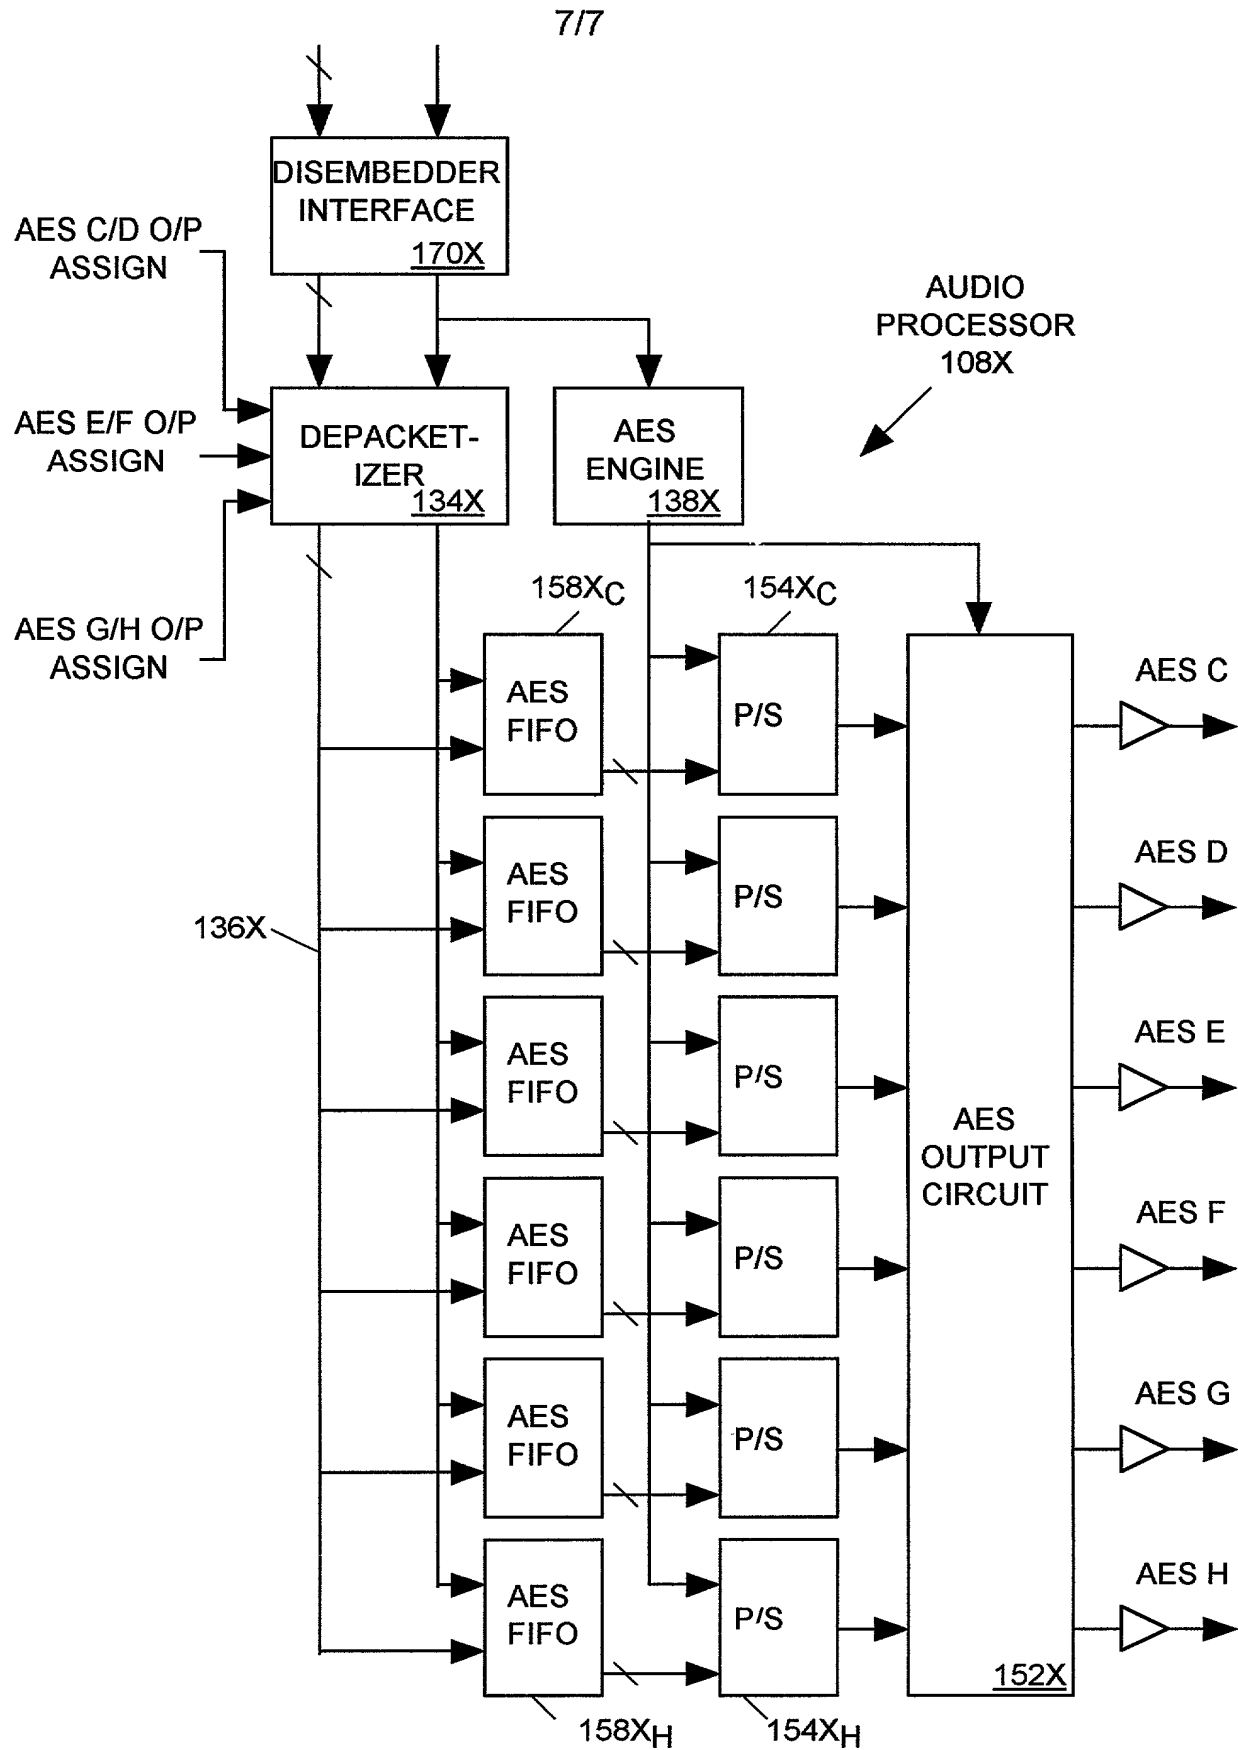 7/7
DISEMBEDDER
INTERFACE
170X
AES C/D O/P
ASSIGN
AUDIO
PROCESSOR
108X
AES E/F O/P
ASSIGN
DEPACKET-
IZER
134X
AES
ENGINE
138X
AES G/H O/P
ASSIGN
158XC
154XC
AES
FIFO
P/S
AES C
AES
FIFO
P/S
AES D
136X
AES
FIFO
P/S
AES E
AES
OUTPUT
CIRCUIT
AES
FIFO
P/S
AES F
AES
FIFO
P/S
AES G
AES
FIFO
P/S
AES H
152X
158XH
154XH